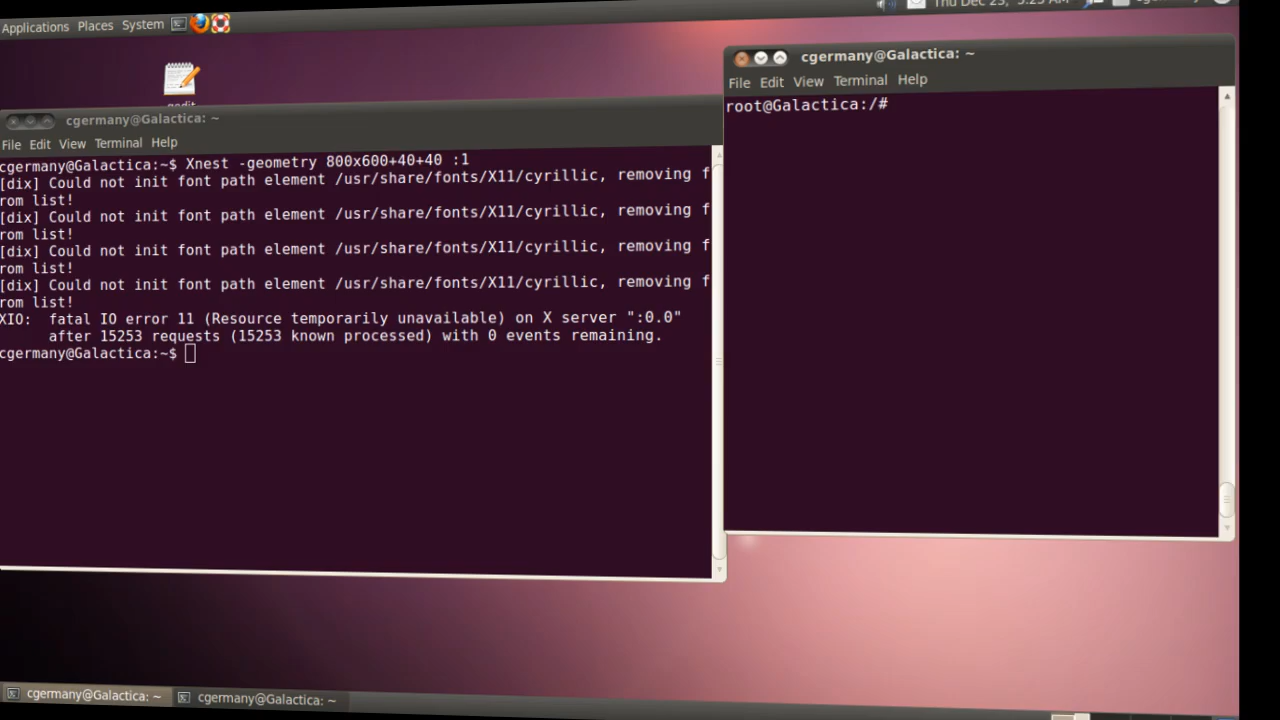 Applications Places System
cgermany@Galactica: ~
File Edit View Terminal Help
cgermany@Galactica:~$ Xnest -geometry 800x600+40+40 :1
[dix] Could not init font path element /usr/share/fonts/X11/cyrillic, removing f
rom list!
[dix] Could not init font path element /usr/share/fonts/X11/cyrillic, removing f
rom list!
[dix] Could not init font path element /usr/share/fonts/X11/cyrillic, removing f
rom list!
[dix] Could not init font path element /usr/share/fonts/X11/cyrillic, removing f
rom list!
XIO:  fatal IO error 11 (Resource temporarily unavailable) on X server ":0.0"
      after 15253 requests (15253 known processed) with 0 events remaining.
cgermany@Galactica:~$
cgermany@Galactica: ~
File Edit View Terminal Help
root@Galactica:/#
cgermany@Galactica: ~
cgermany@Galactica: ~